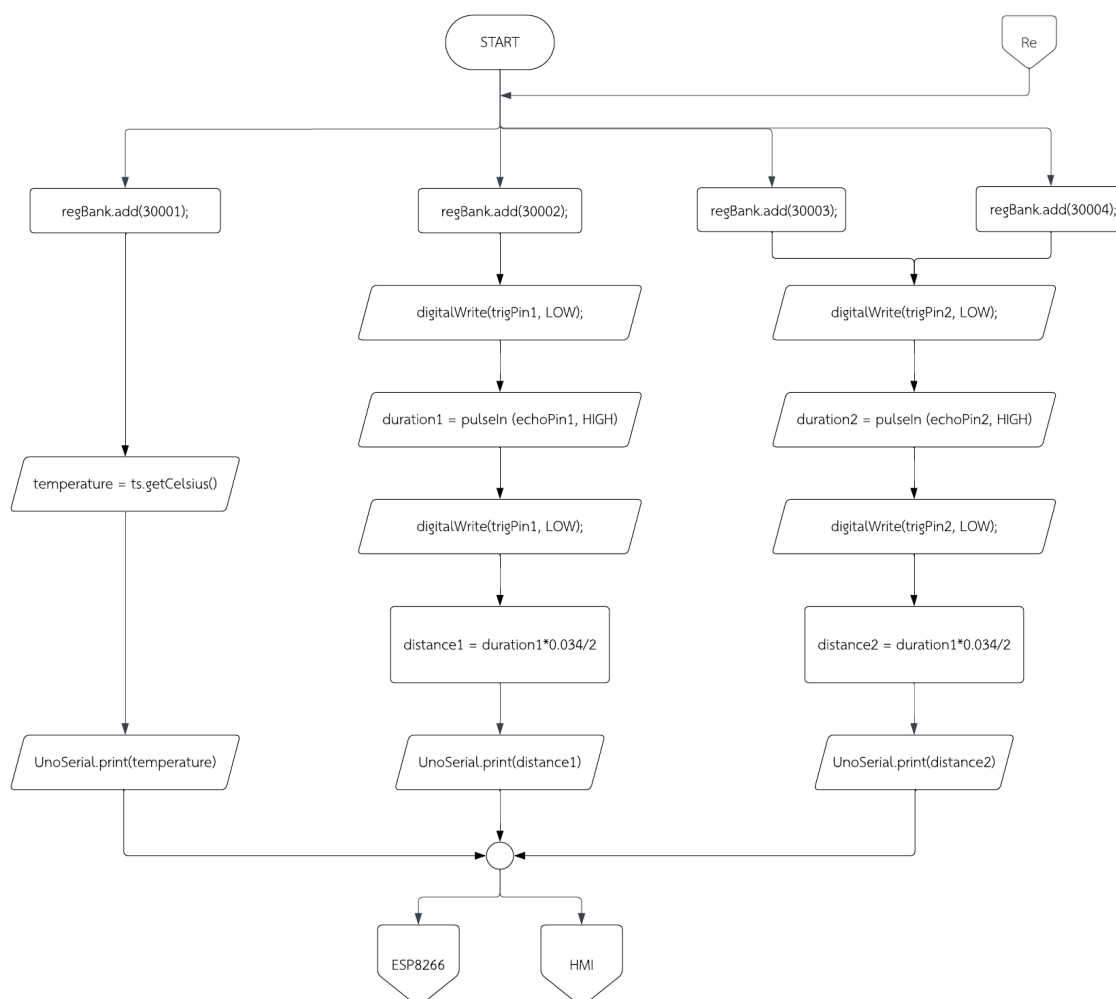 START
Re
regBank.add(30001);
regBank.add(30002);
regBank.add(30003);
regBank.add(30004);
digitalWrite(trigPin1, LOW);
digitalWrite(trigPin2, LOW);
duration1 = pulseIn (echoPin1, HIGH)
duration2 = pulseIn (echoPin2, HIGH)
temperature = ts.getCelsius()
digitalWrite(trigPin1, LOW);
digitalWrite(trigPin2, LOW);
distance1 = duration1*0.034/2
distance2 = duration1*0.034/2
UnoSerial.print(temperature)
UnoSerial.print(distance1)
UnoSerial.print(distance2)
ESP8266
HMI